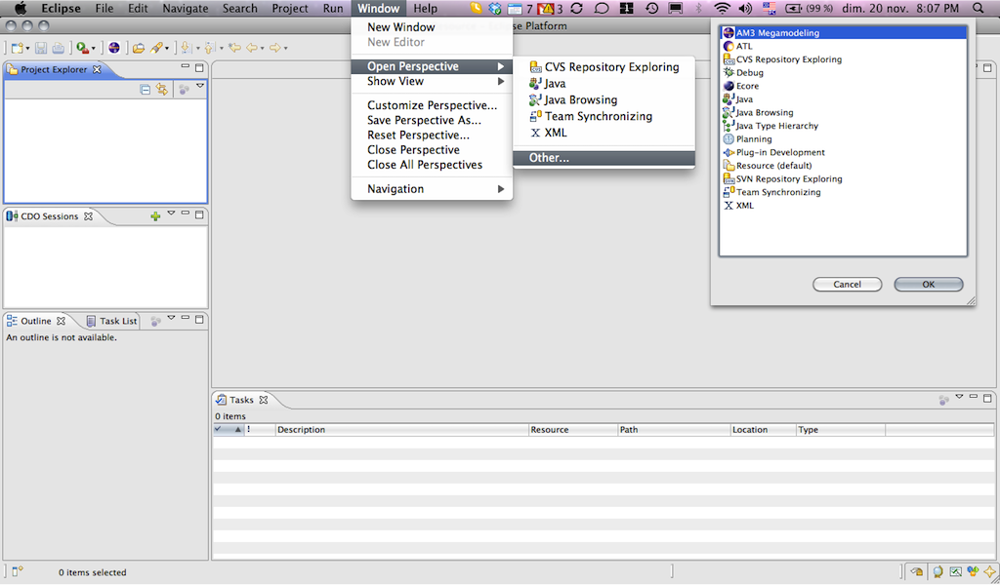 Eclipse File Edit Navigate Search Project Run Window Help 7 3 (99 %) dim. 20 nov. 8:07 PM
se Platform
New Window
New Editor
Open Perspective
Show View
Customize Perspective...
Save Perspective As...
Reset Perspective...
Close Perspective
Close All Perspectives
Navigation
CVS Repository Exploring
Java
Java Browsing
Team Synchronizing
XML
Other...
AM3 Megamodeling
ATL
CVS Repository Exploring
Debug
Ecore
Java
Java Browsing
Java Type Hierarchy
Planning
Plug-in Development
Resource (default)
SVN Repository Exploring
Team Synchronizing
XML
Cancel OK
Project Explorer
CDO Sessions
Outline Task List
An outline is not available.
Tasks
0 items
! Description Resource Path Location Type
0 items selected